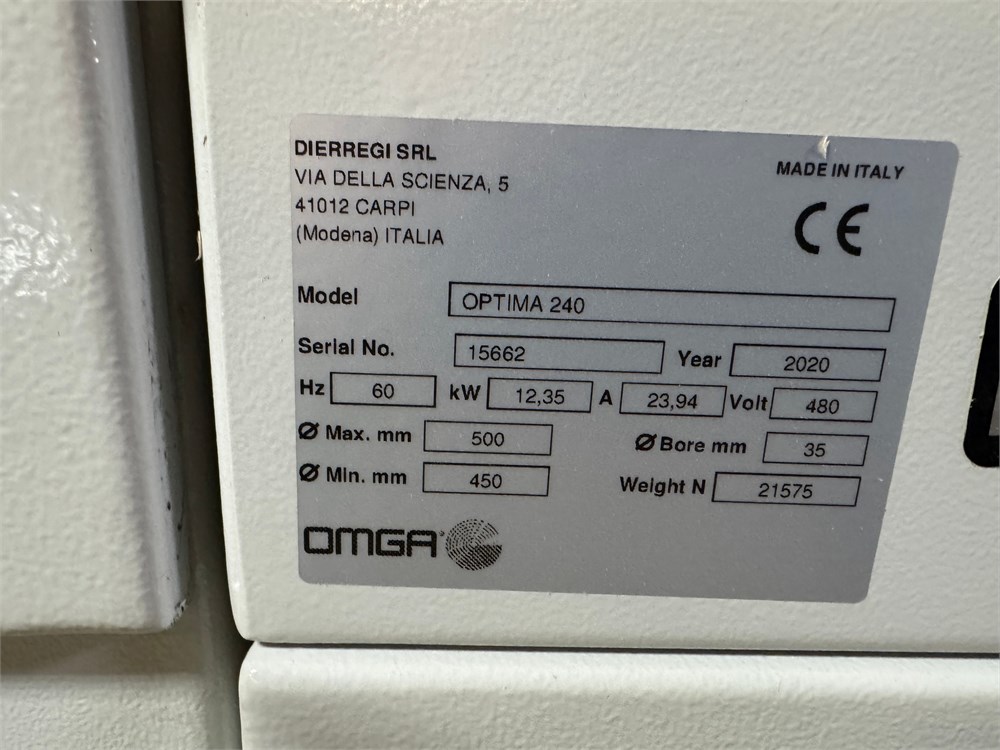 DIERREGI SRL
VIA DELLA SCIENZA, 5
41012 CARPI
(Modena) ITALIA
MADE IN ITALY
CE
Model OPTIMA 240
Serial No. 15662 Year 2020
Hz 60 kW 12,35 A 23,94 Volt 480
Ø Max. mm 500 Ø Bore mm 35
Ø Min. mm 450 Weight N 21575
OMGA